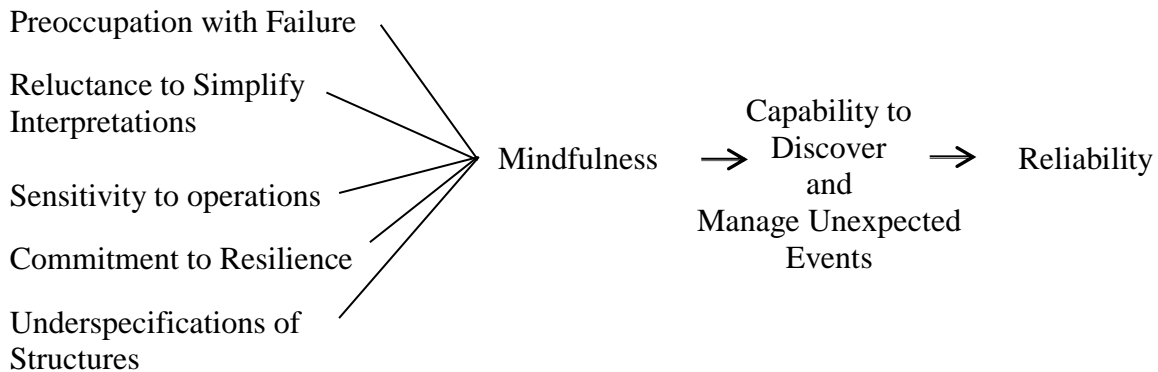 Preoccupation with Failure
Reluctance to Simplify
Interpretations
Sensitivity to operations
Commitment to Resilience
Underspecifications of
Structures
Mindfulness
Capability to
Discover
and
Manage Unexpected
Events
Reliability